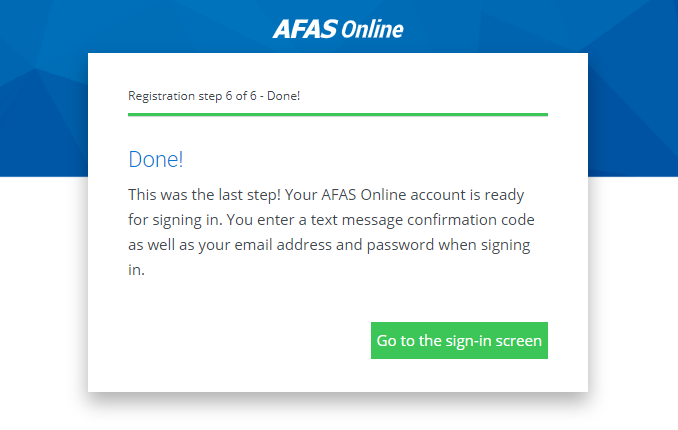 AFAS Online
Registration step 6 of 6 - Done!
Done!
This was the last step! Your AFAS Online account is ready
for signing in. You enter a text message confirmation code
as well as your email address and password when signing
in.
Go to the sign-in screen